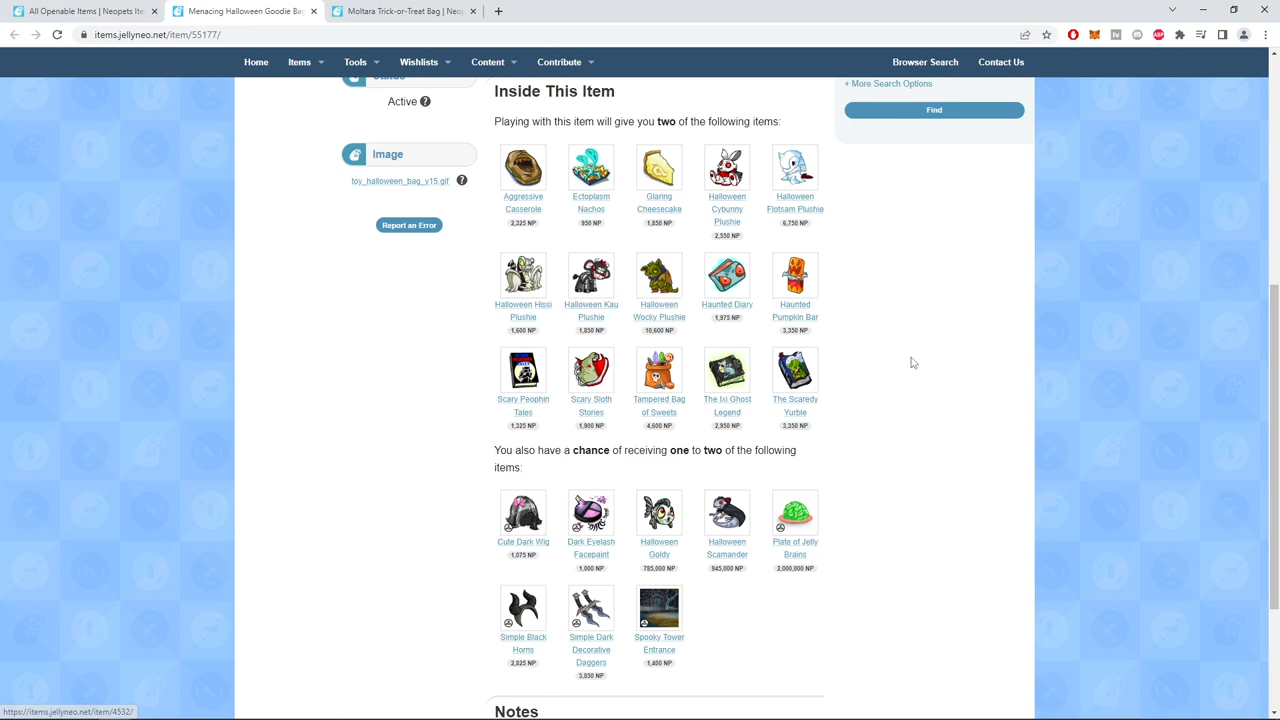 All Openable Items | Neopets Ite
Menacing Halloween Goodie Bag
Moltara Trick-or-Treat Bag | Neop
items.jellyneo.net/item/55177/
Home Items Tools Wishlists Content Contribute Browser Search Contact Us
Status
Active
Image
toy_halloween_bag_y15.gif
Report an Error
+ More Search Options
Find
Inside This Item
Playing with this item will give you two of the following items:
Aggressive Casserole
2,325 NP
Ectoplasm Nachos
950 NP
Glaring Cheesecake
1,850 NP
Halloween Cybunny Plushie
2,550 NP
Halloween Flotsam Plushie
6,750 NP
Halloween Hissi Plushie
1,600 NP
Halloween Kau Plushie
1,850 NP
Halloween Wocky Plushie
10,600 NP
Haunted Diary
1,975 NP
Haunted Pumpkin Bar
3,350 NP
Scary Peophin Tales
1,325 NP
Scary Sloth Stories
1,900 NP
Tampered Bag of Sweets
4,600 NP
The Ixi Ghost Legend
2,950 NP
The Scaredy Yurble
3,350 NP
You also have a chance of receiving one to two of the following
items:
Cute Dark Wig
1,075 NP
Dark Eyelash Facepaint
1,000 NP
Halloween Goldy
785,000 NP
Halloween Scamander
945,000 NP
Plate of Jelly Brains
2,000,000 NP
Simple Black Horns
2,825 NP
Simple Dark Decorative Daggers
3,850 NP
Spooky Tower Entrance
1,400 NP
Notes
https://items.jellyneo.net/item/4532/